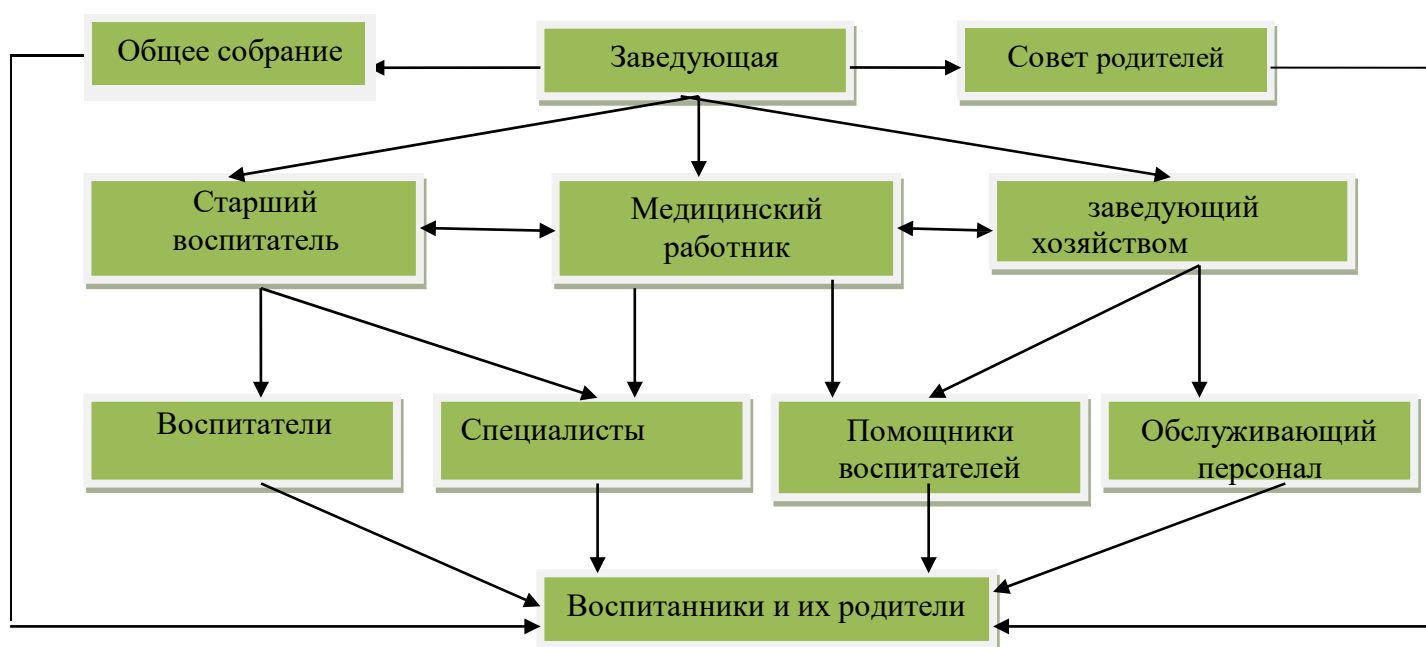 Общее собрание
Заведующая
Совет родителей
Старший
воспитатель
Медицинский
работник
заведующий
хозяйством
Воспитатели
Специалисты
Помощники
воспитателей
Обслуживающий
персонал
Воспитанники и их родители